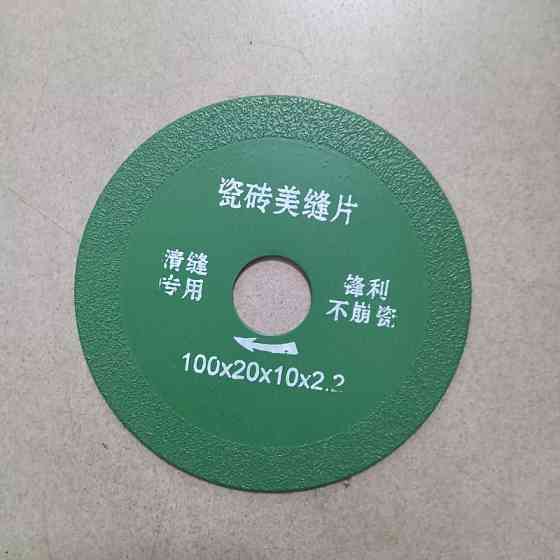 瓷砖美缝片
清缝
专用
锋利
不崩瓷
100x20x10x2.2